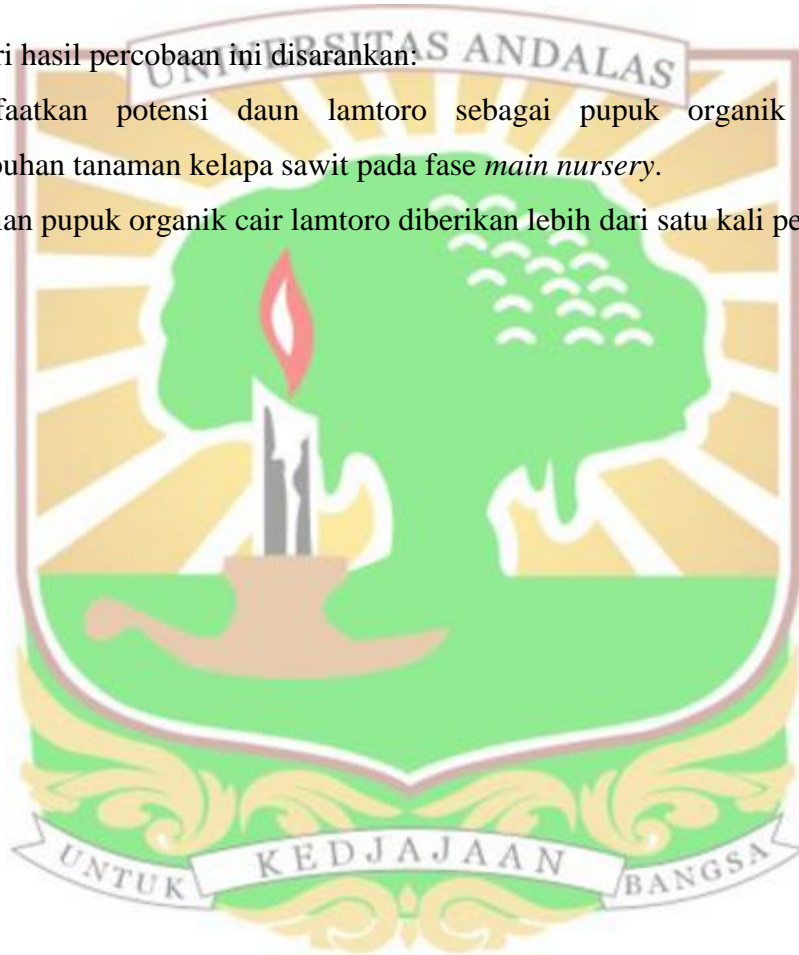 ri hasil percobaan ini disarankan:
UNIVERSITAS ANDALAS
faatkan potensi daun lamtoro sebagai pupuk organik
buhan tanaman kelapa sawit pada fase main nursery.
an pupuk organik cair lamtoro diberikan lebih dari satu kali pe
UNTUK KEDJAJAAN BANGSA